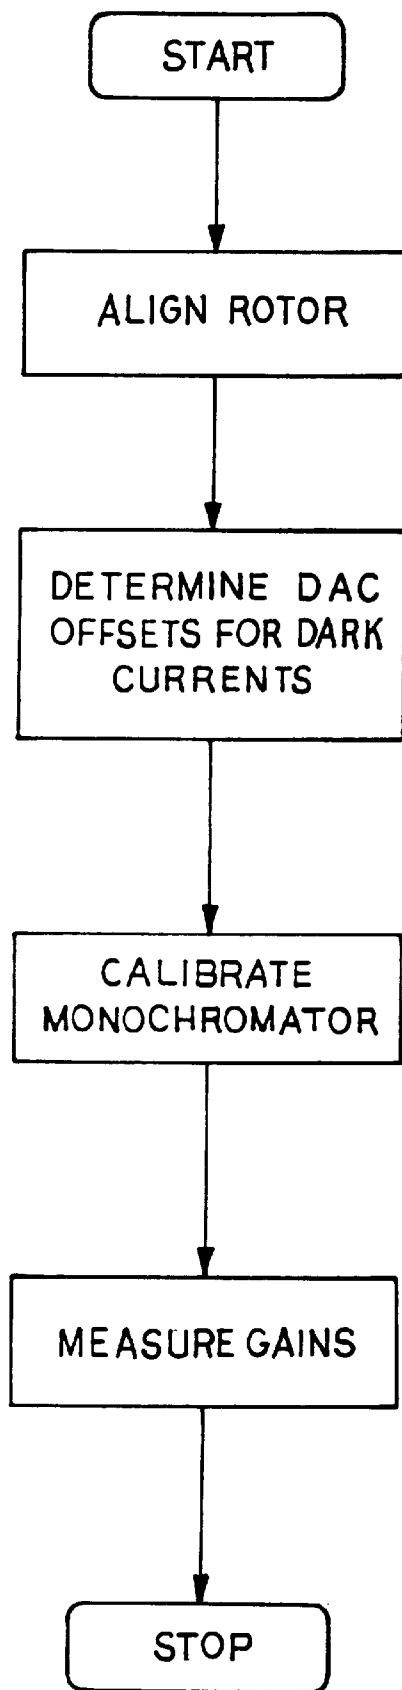 START
ALIGN ROTOR
DETERMINE DAC
OFFSETS FOR DARK
CURRENTS
CALIBRATE
MONOCHROMATOR
MEASURE GAINS
STOP